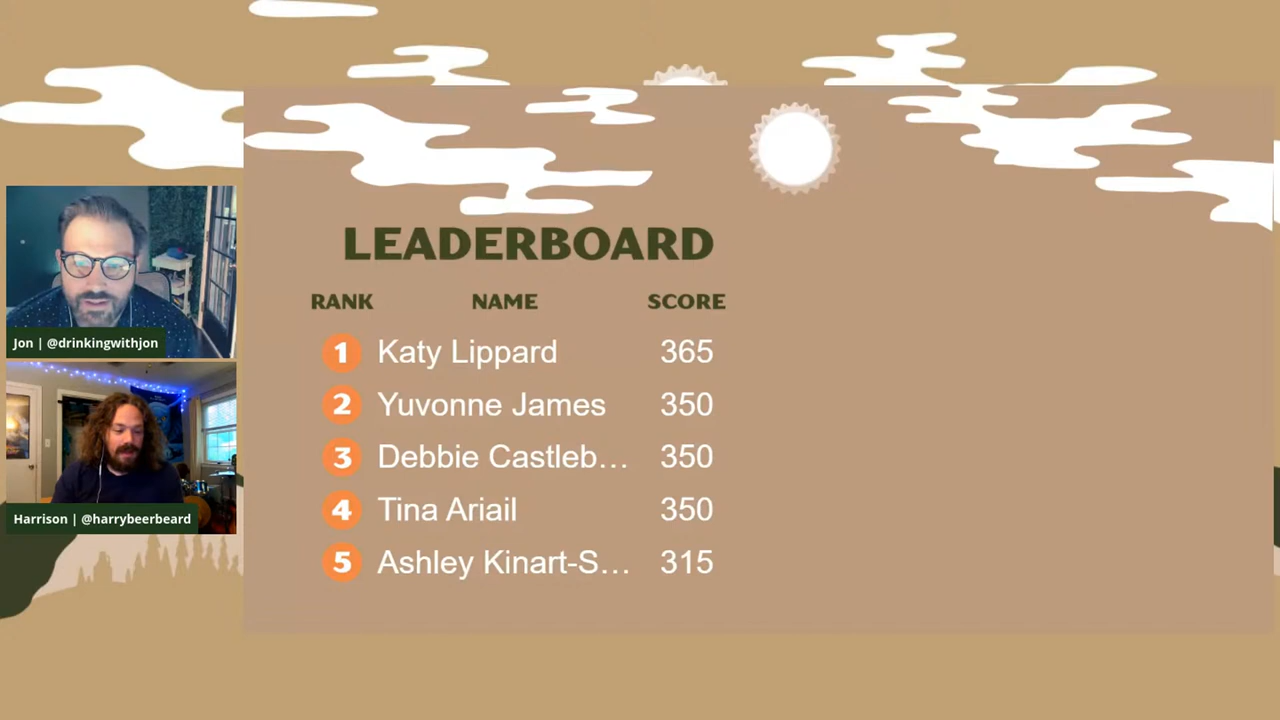 LEADERBOARD
RANK NAME SCORE
1 Katy Lippard 365
2 Yuvonne James 350
3 Debbie Castleb… 350
4 Tina Ariail 350
5 Ashley Kinart-S… 315
Jon | @drinkingwithjon
Harrison | @harrybeerbeard